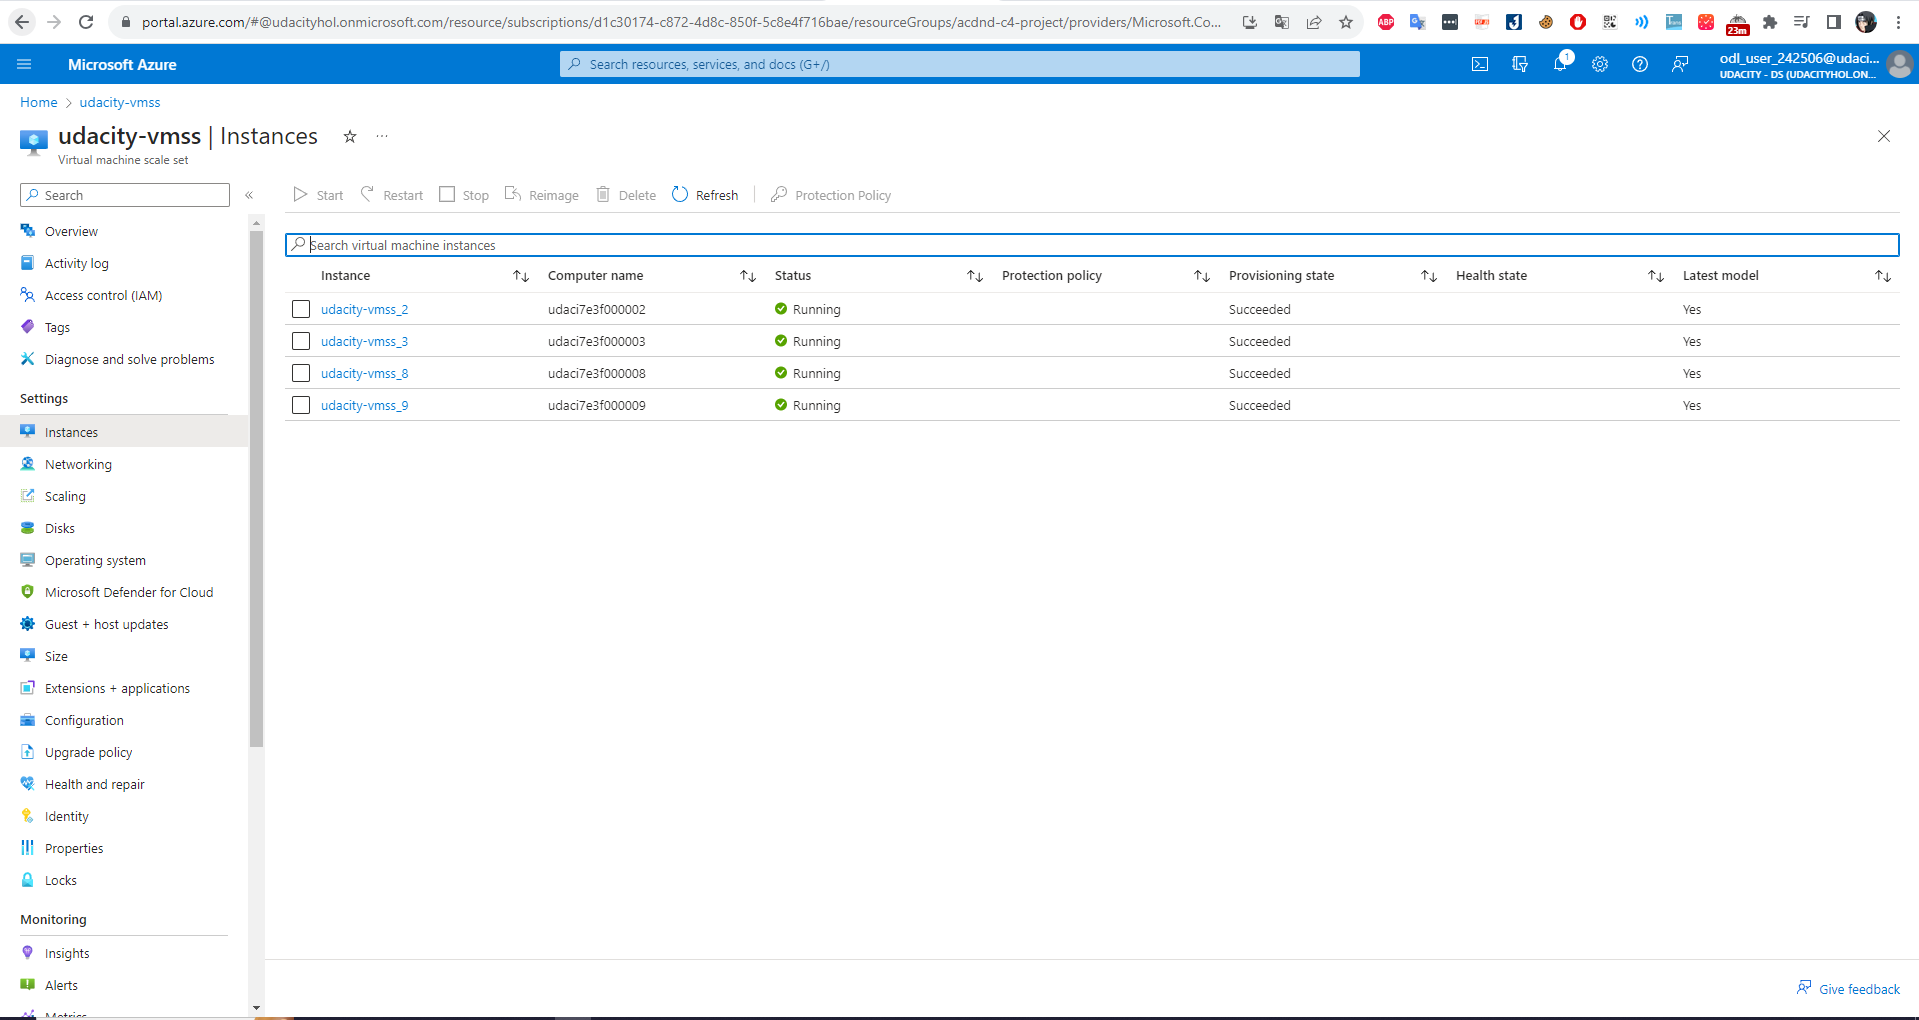 portal.azure.com/#@udacityhol.onmicrosoft.com/resource/subscriptions/d1c30174-c872-4d8c-850f-5c8e4f716bae/resourceGroups/acdnd-c4-project/providers/Microsoft.Co...
ABP
23m
Microsoft Azure
Search resources, services, and docs (G+/)
1
odl_user_242506@udaci...
UDACITY - DS (UDACITYHOL.ON...
Home > udacity-vmss
udacity-vmss | Instances
Virtual machine scale set
Search
«
Start Restart Stop Reimage Delete Refresh Protection Policy
Search virtual machine instances
Instance Computer name Status Protection policy Provisioning state Health state Latest model
udacity-vmss_2 udaci7e3f000002 Running Succeeded Yes
udacity-vmss_3 udaci7e3f000003 Running Succeeded Yes
udacity-vmss_8 udaci7e3f000008 Running Succeeded Yes
udacity-vmss_9 udaci7e3f000009 Running Succeeded Yes
Overview
Activity log
Access control (IAM)
Tags
Diagnose and solve problems
Settings
Instances
Networking
Scaling
Disks
Operating system
Microsoft Defender for Cloud
Guest + host updates
Size
Extensions + applications
Configuration
Upgrade policy
Health and repair
Identity
Properties
Locks
Monitoring
Insights
Alerts
Metrics
Give feedback